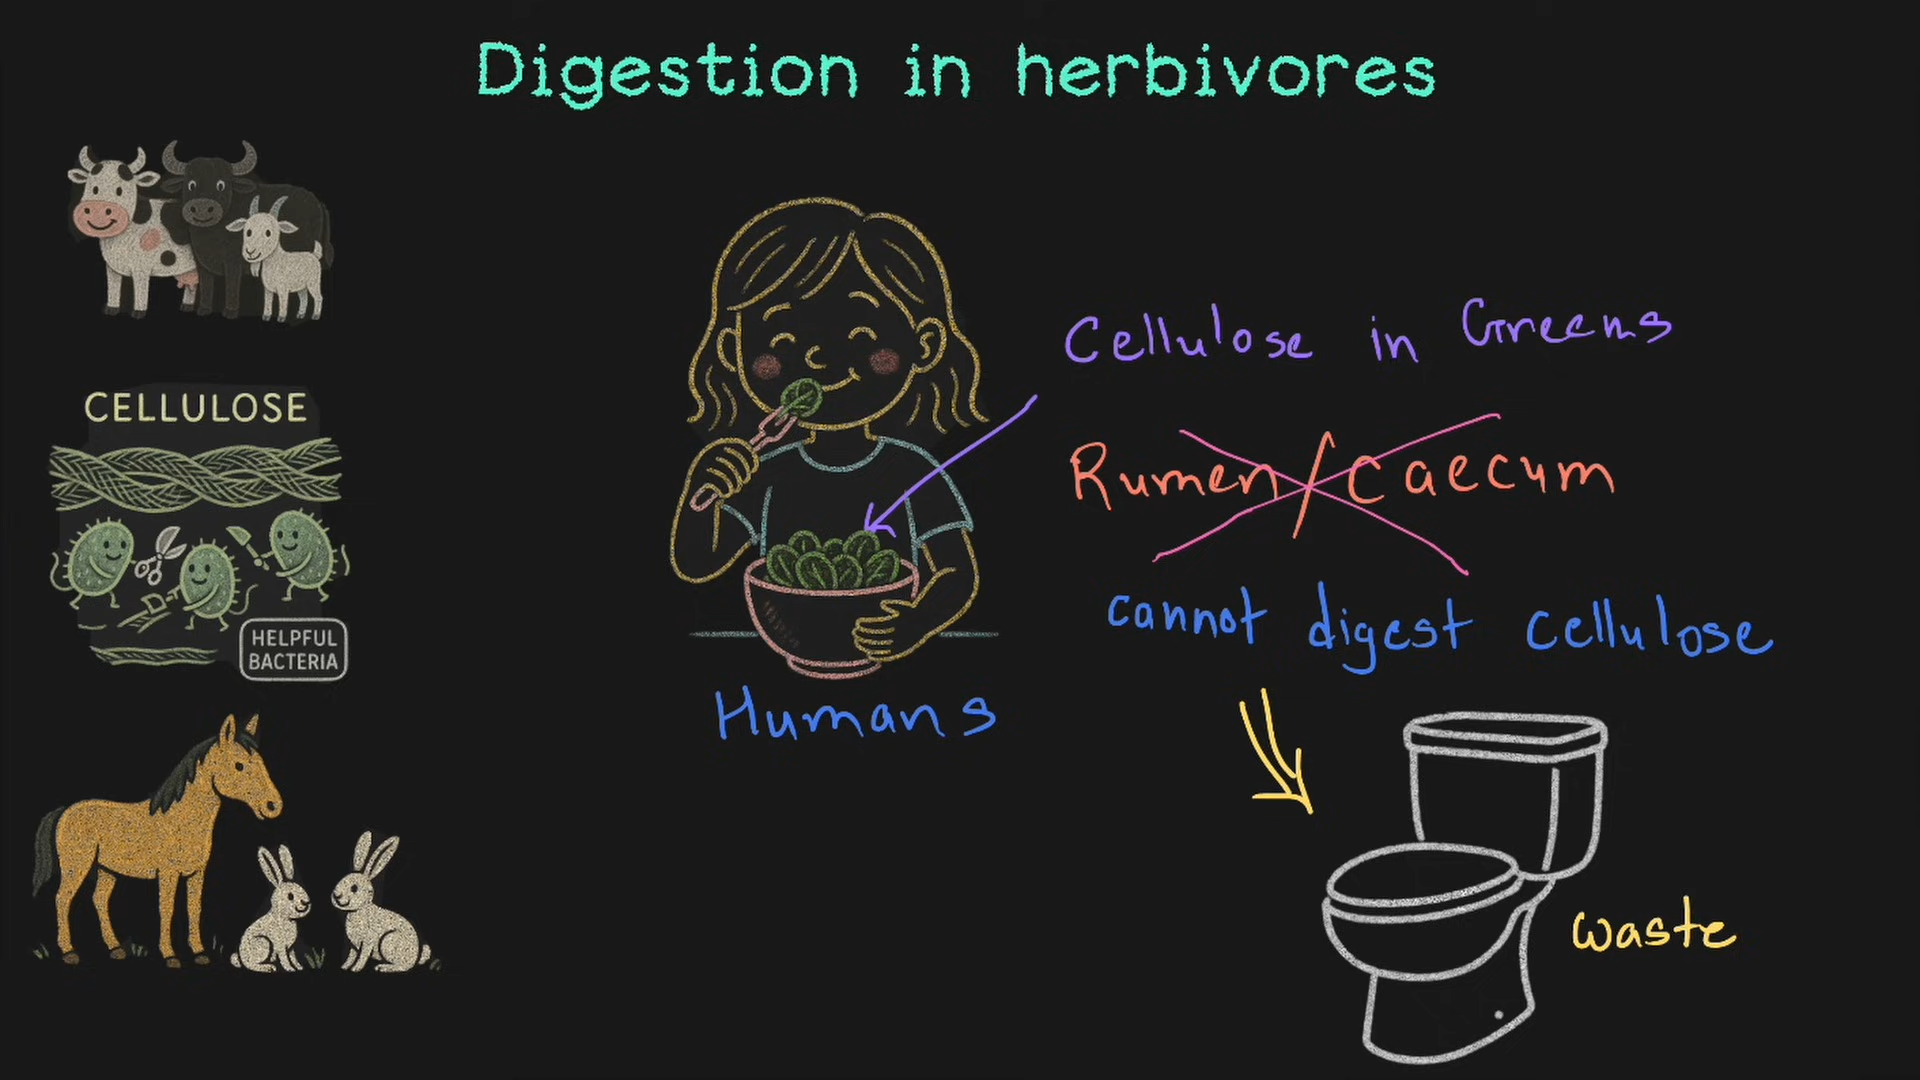 Digestion in herbivores
CELLULOSE
HELPFUL
BACTERIA
Humans
Cellulose in Greens
Rumen/Caecum
cannot digest cellulose
waste